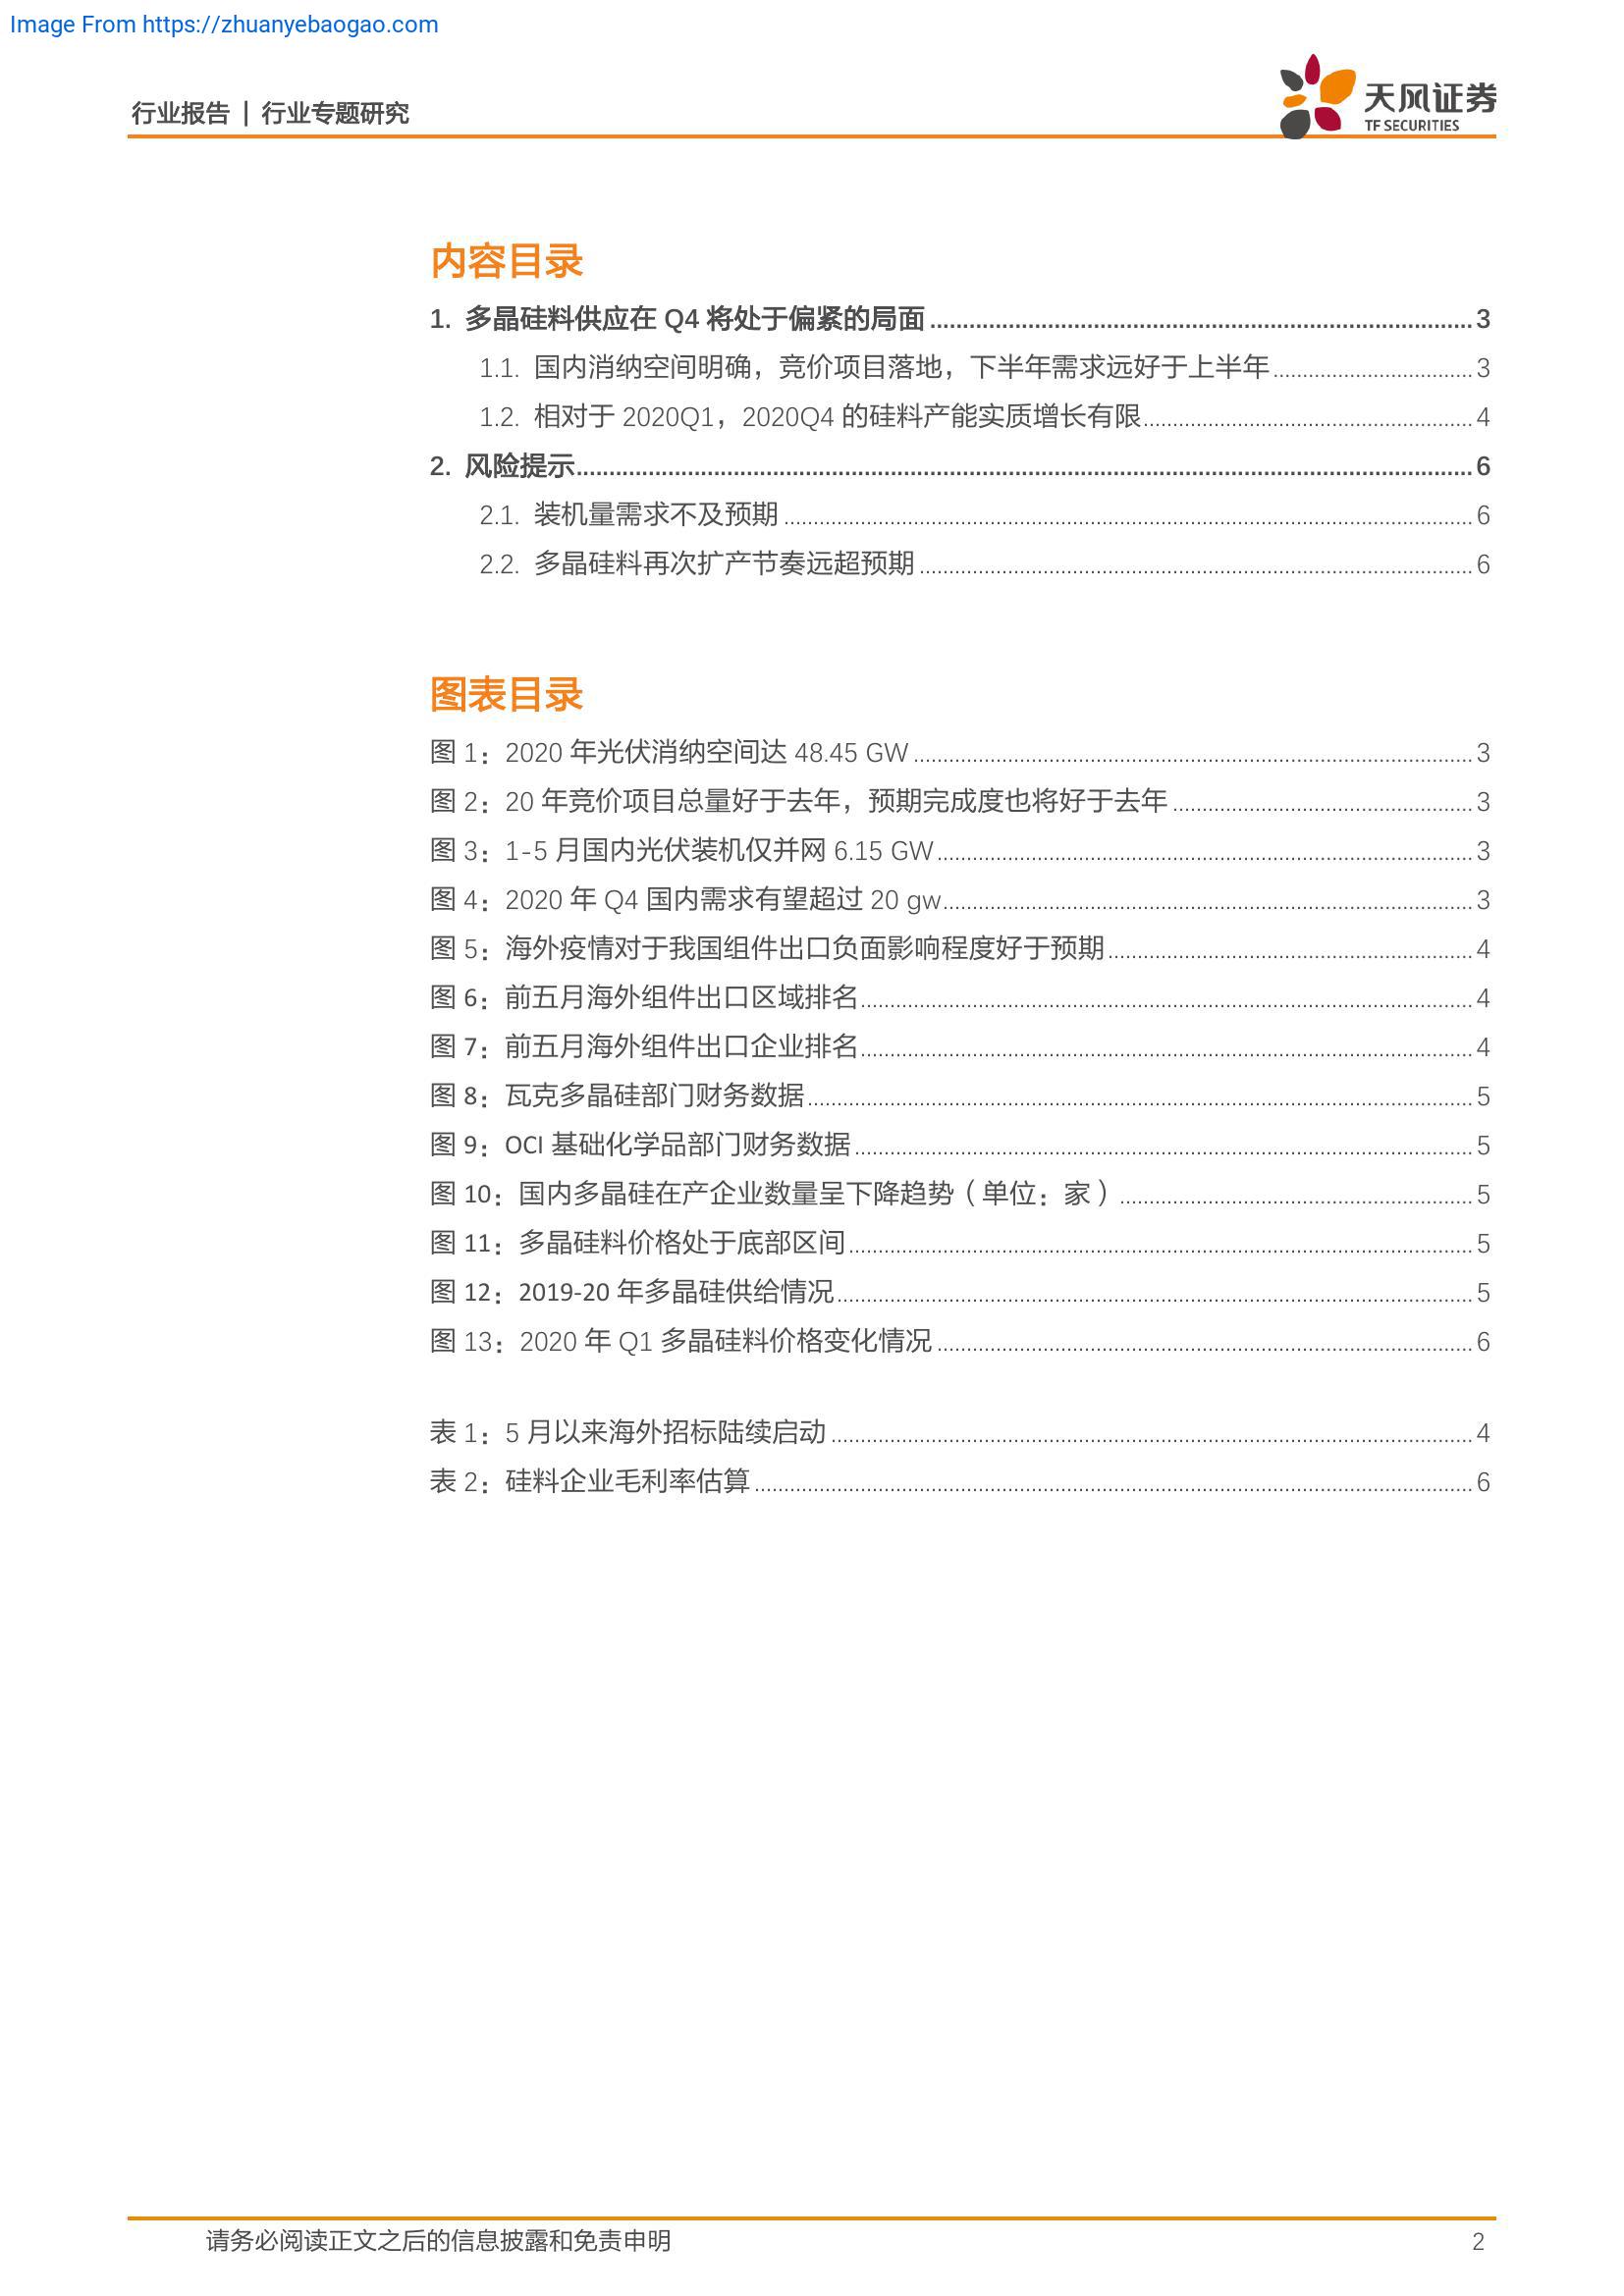 Image From https://zhuanyebaogao.com
行业报告 | 行业专题研究
天风证券
TF SECURITIES
内容目录
1. 多晶硅料供应在 Q4 将处于偏紧的局面 ........ 3
1.1. 国内消纳空间明确，竞价项目落地，下半年需求远好于上半年 ........ 3
1.2. 相对于 2020Q1，2020Q4 的硅料产能实质增长有限 ........ 4
2. 风险提示 ........ 6
2.1. 装机量需求不及预期 ........ 6
2.2. 多晶硅料再次扩产节奏远超预期 ........ 6
图表目录
图 1：2020 年光伏消纳空间达 48.45 GW ........ 3
图 2：20 年竞价项目总量好于去年，预期完成度也将好于去年 ........ 3
图 3：1-5 月国内光伏装机仅并网 6.15 GW ........ 3
图 4：2020 年 Q4 国内需求有望超过 20 gw ........ 3
图 5：海外疫情对于我国组件出口负面影响程度好于预期 ........ 4
图 6：前五月海外组件出口区域排名 ........ 4
图 7：前五月海外组件出口企业排名 ........ 4
图 8：瓦克多晶硅部门财务数据 ........ 5
图 9：OCI 基础化学品部门财务数据 ........ 5
图 10：国内多晶硅在产企业数量呈下降趋势（单位：家） ........ 5
图 11：多晶硅料价格处于底部区间 ........ 5
图 12：2019-20 年多晶硅供给情况 ........ 5
图 13：2020 年 Q1 多晶硅料价格变化情况 ........ 6
表 1：5 月以来海外招标陆续启动 ........ 4
表 2：硅料企业毛利率估算 ........ 6
请务必阅读正文之后的信息披露和免责申明 2